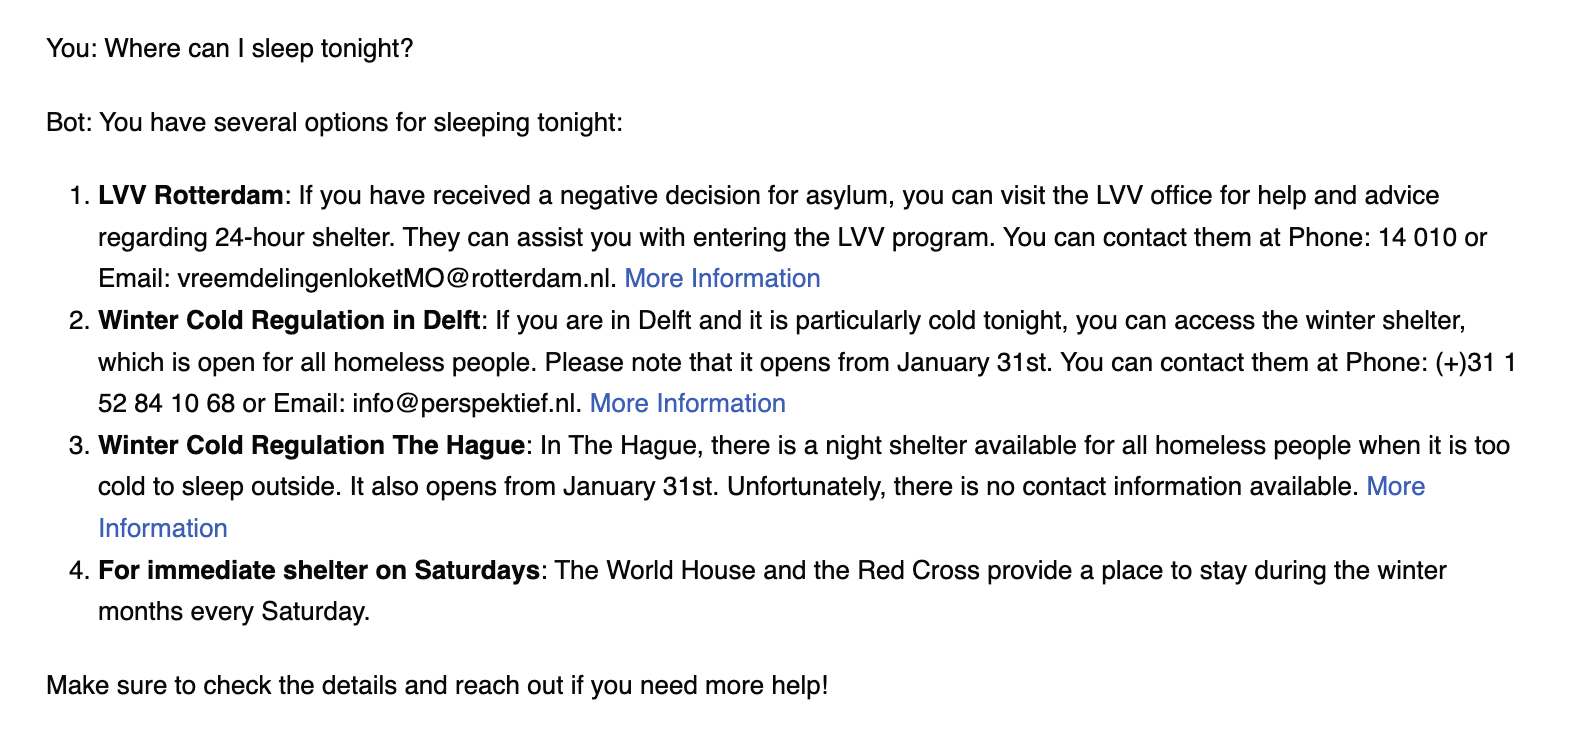 You: Where can I sleep tonight?
Bot: You have several options for sleeping tonight:
1. LVV Rotterdam: If you have received a negative decision for asylum, you can visit the LVV office for help and advice
regarding 24-hour shelter. They can assist you with entering the LVV program. You can contact them at Phone: 14 010 or
Email: vreemdelingenloketMO@rotterdam.nl. More Information
2. Winter Cold Regulation in Delft: If you are in Delft and it is particularly cold tonight, you can access the winter shelter,
which is open for all homeless people. Please note that it opens from January 31st. You can contact them at Phone: (+)31 1
52 84 10 68 or Email: info@perspektief.nl. More Information
3. Winter Cold Regulation The Hague: In The Hague, there is a night shelter available for all homeless people when it is too
cold to sleep outside. It also opens from January 31st. Unfortunately, there is no contact information available. More
Information
4. For immediate shelter on Saturdays: The World House and the Red Cross provide a place to stay during the winter
months every Saturday.
Make sure to check the details and reach out if you need more help!